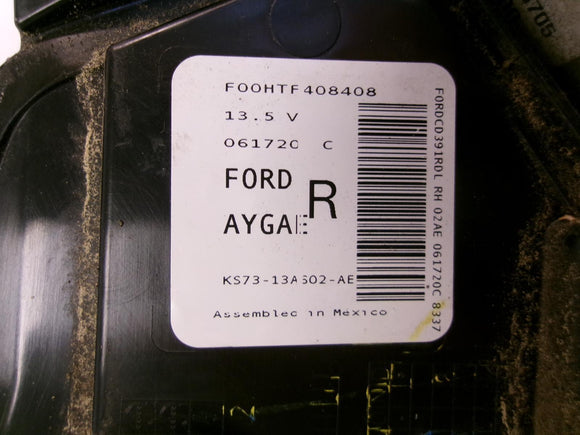 F00HTF408408
13.5 V
061720 C
FORD
R
AYGAE
KS73-13A602-AE
Assembled in Mexico
FORDCD391RDL RH 02AE 061720C 8337